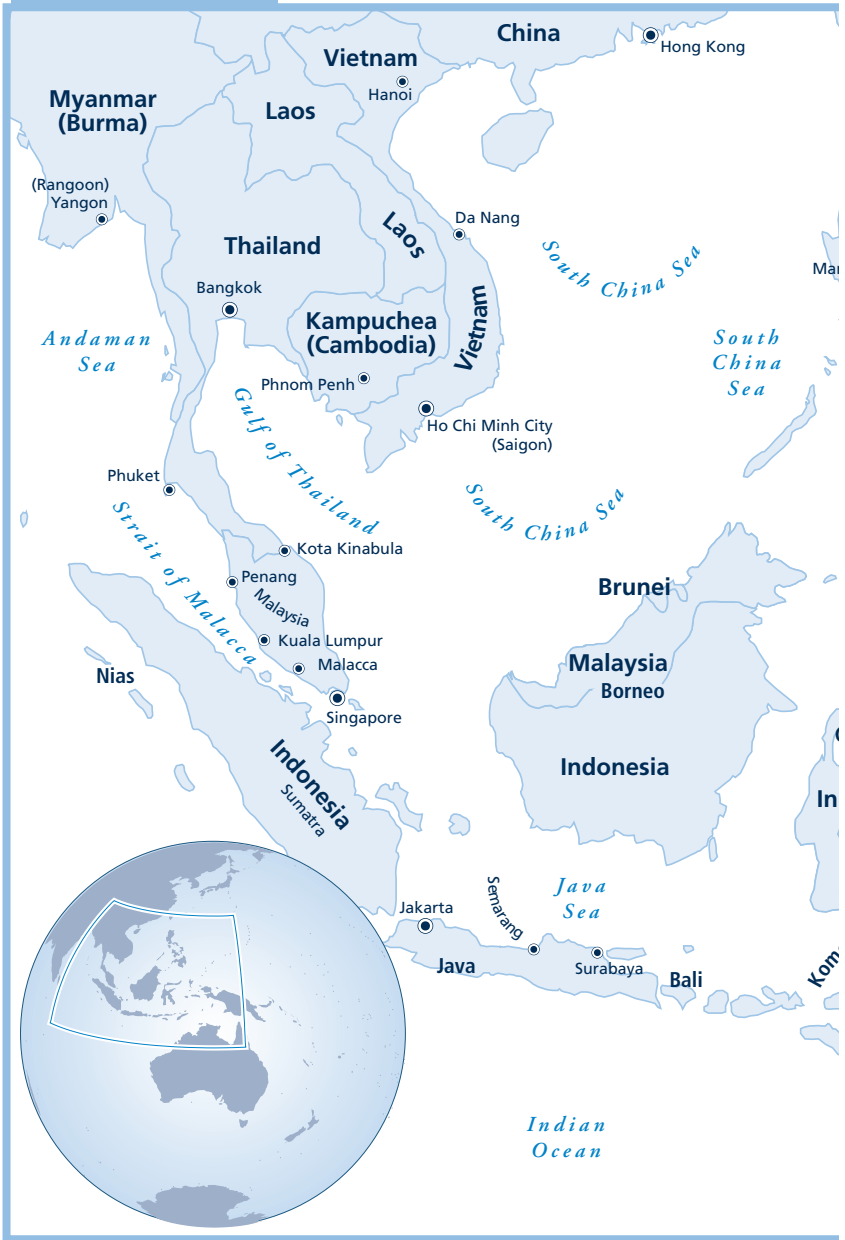 China
Hong Kong
Vietnam
Hanoi
Myanmar
(Burma)
Laos
(Rangoon)
Yangon
Da Nang
Laos
Thailand
South China Sea
Mar
Bangkok
Vietnam
Kampuchea
(Cambodia)
Andaman
Sea
South
China
Sea
Phnom Penh
Gulf of Thailand
Ho Chi Minh City
(Saigon)
Phuket
South China Sea
Strait of Malacca
Kota Kinabula
Penang
Malaysia
Brunei
Kuala Lumpur
Malacca
Malaysia
Borneo
Nias
Singapore
Indonesia
Sumatra
Indonesia
In
Semarang
Java
Sea
Jakarta
Java
Surabaya
Bali
Kom
Indian
Ocean